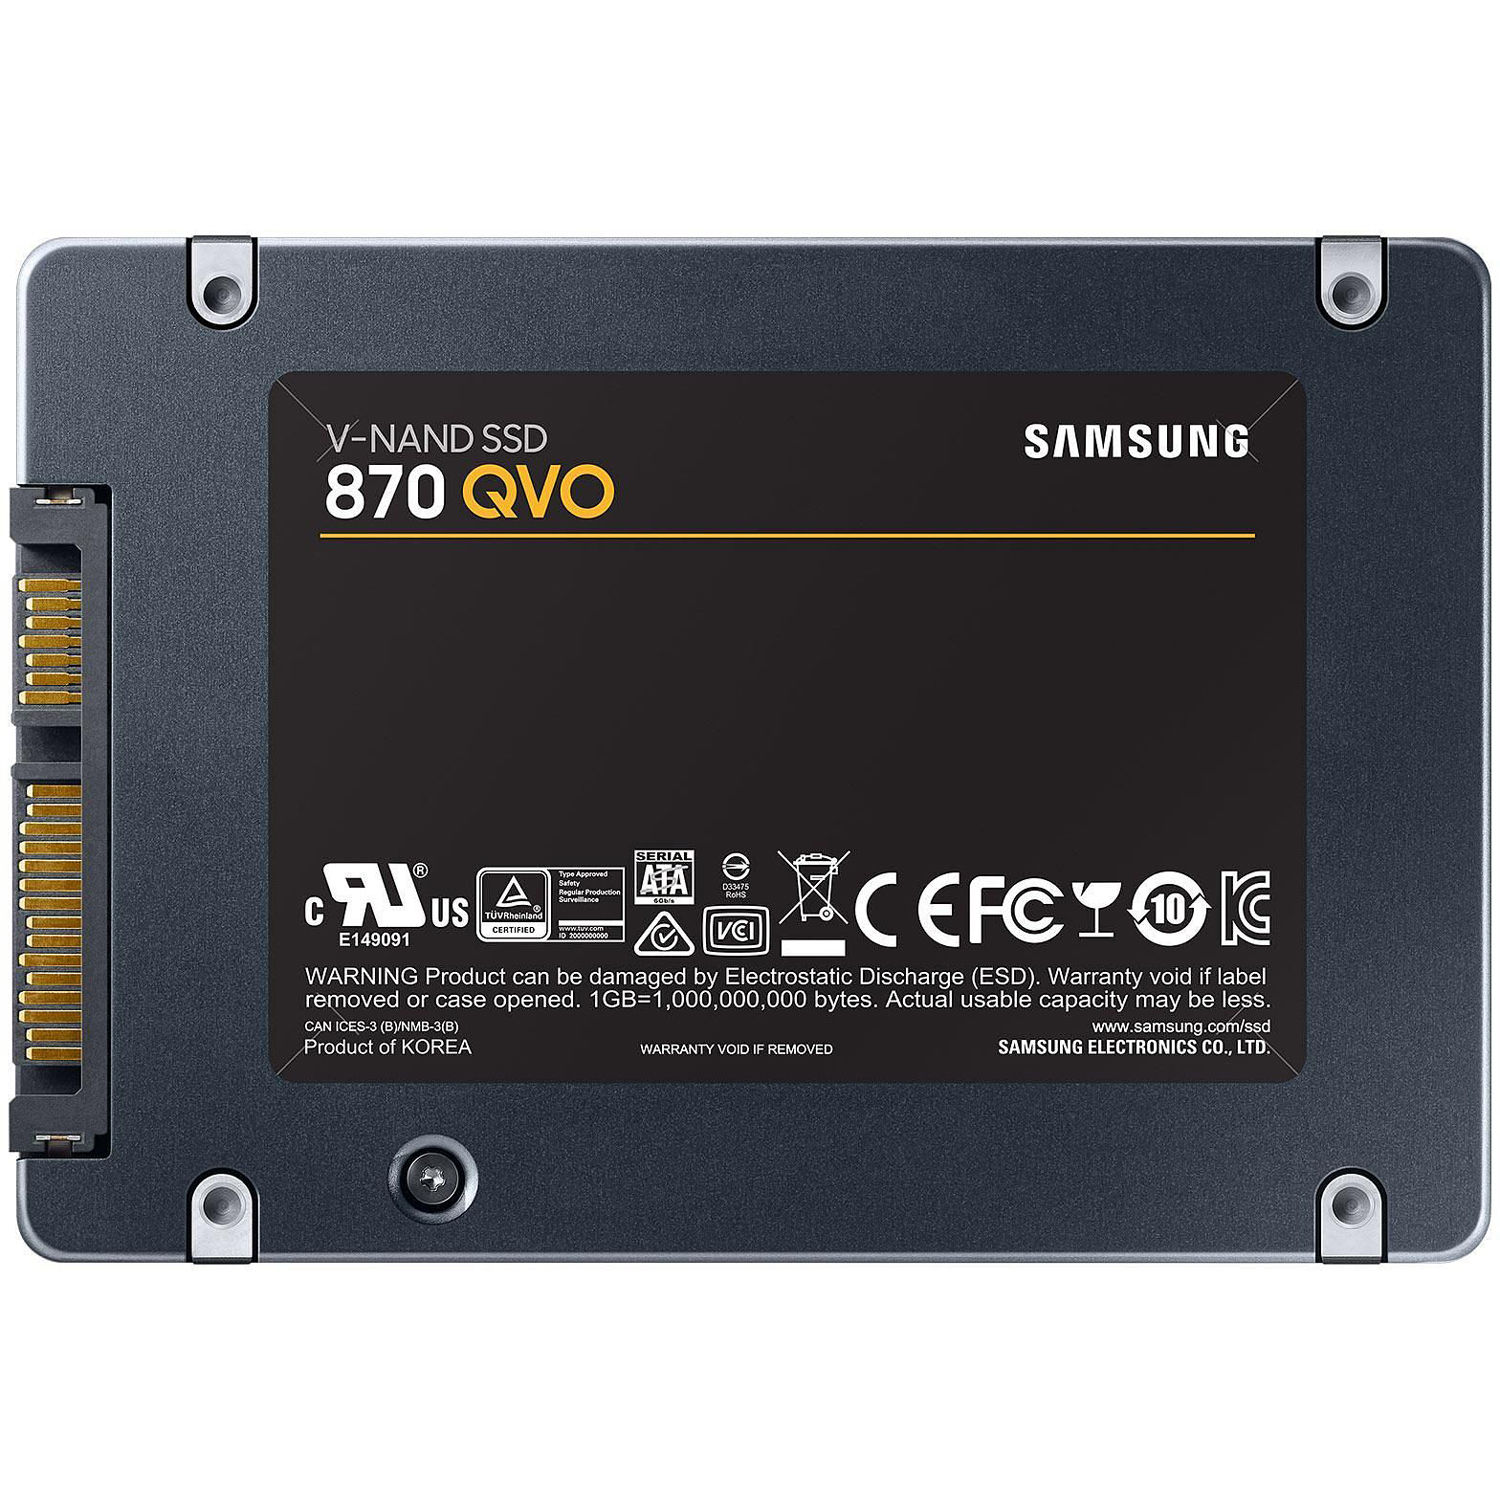 V-NAND SSD
870 QVO
SAMSUNG
c RU ® US
E149091
TÜVRheinland ®
CERTIFIED
Type Approved
Safety
Regular Production
Surveillance
www.tuv.com
ID 2000000000
SERIAL
ATA
6Gb/s
D33475
RoHS
VCI
CE FC 10 KC
WARNING Product can be damaged by Electrostatic Discharge (ESD). Warranty void if label
removed or case opened. 1GB=1,000,000,000 bytes. Actual usable capacity may be less.
CAN ICES-3 (B)/NMB-3(B)
www.samsung.com/ssd
Product of KOREA
WARRANTY VOID IF REMOVED
SAMSUNG ELECTRONICS CO., LTD.